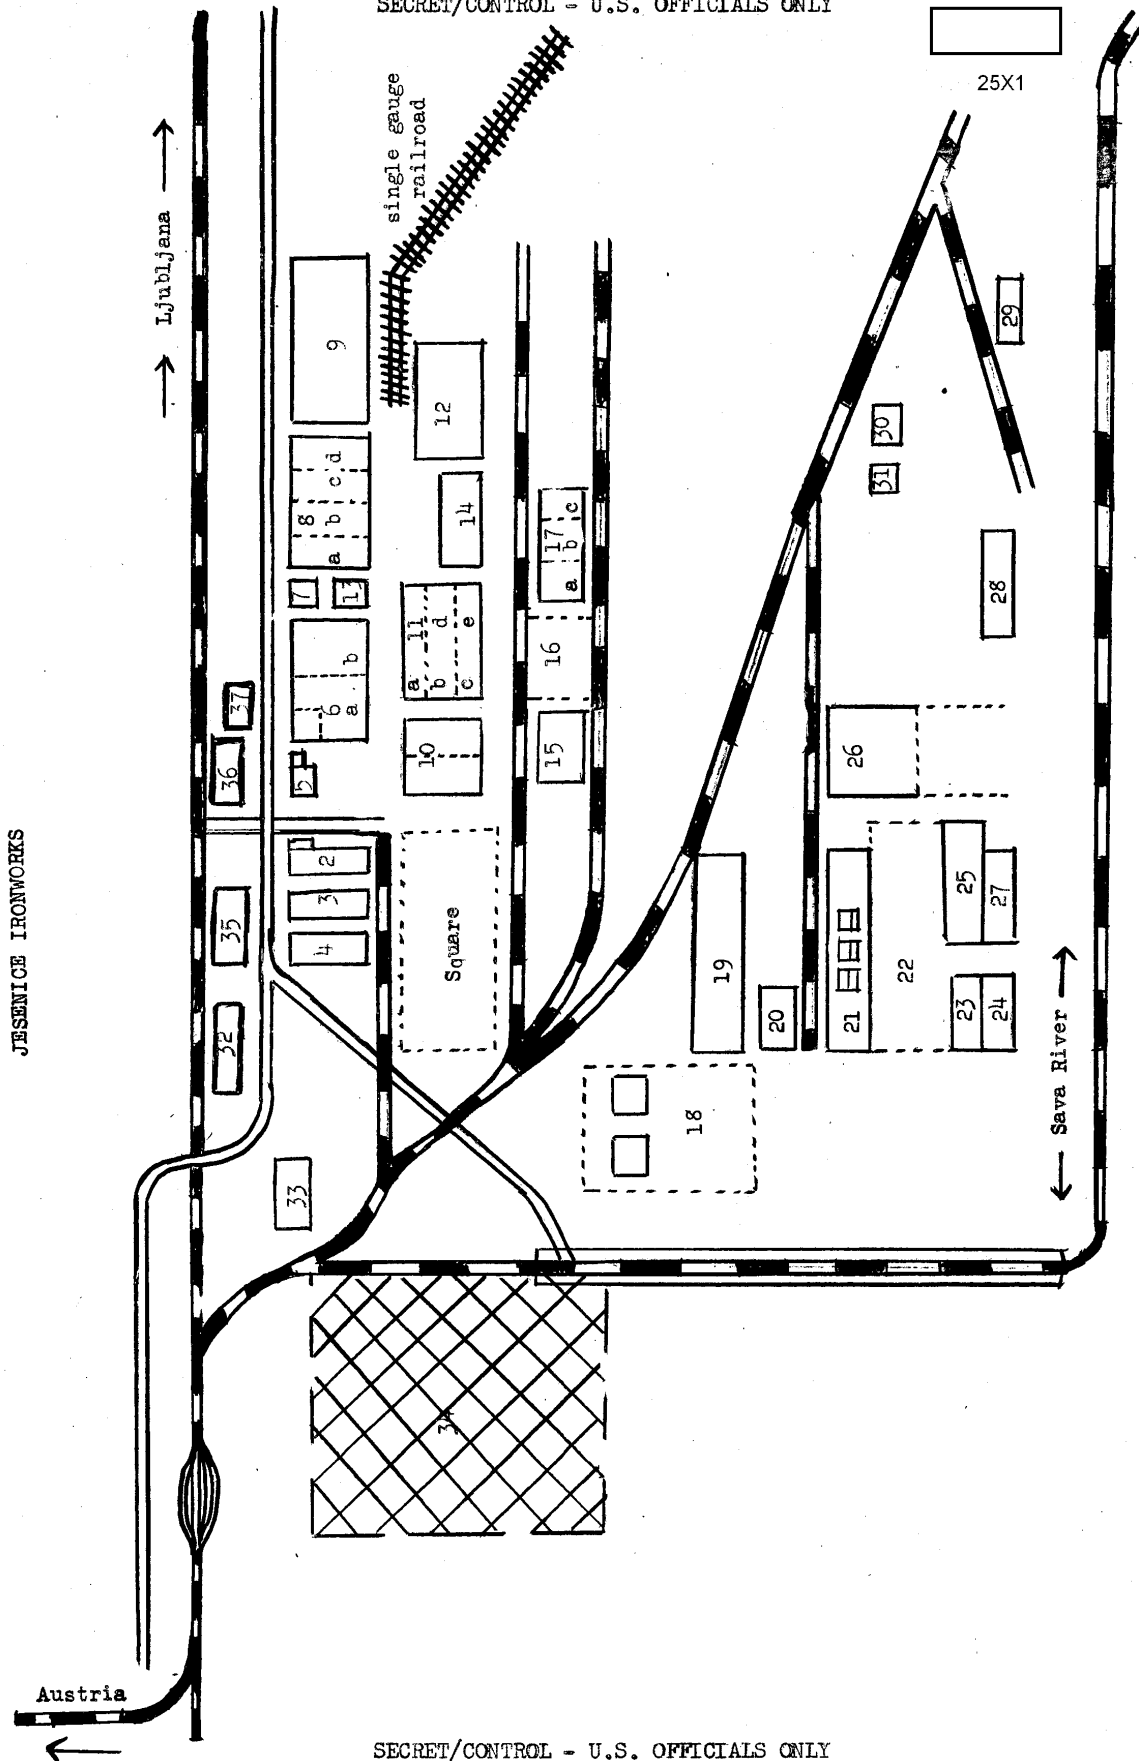 SECRET/CONTROL - U.S. OFFICIALS ONLY
25X1
JESENICE IRONWORKS
Ljubljana
single gauge
railroad
9
12
8
a b c d
14
17
a b c
7
13
6
a b
11
a
b d
c e
16
10
15
5
37
36
2
3
4
35
32
33
Square
18
19
20
21
22
23
24
25
27
26
28
29
30
31
34
Sava River
Austria
SECRET/CONTROL - U.S. OFFICIALS ONLY